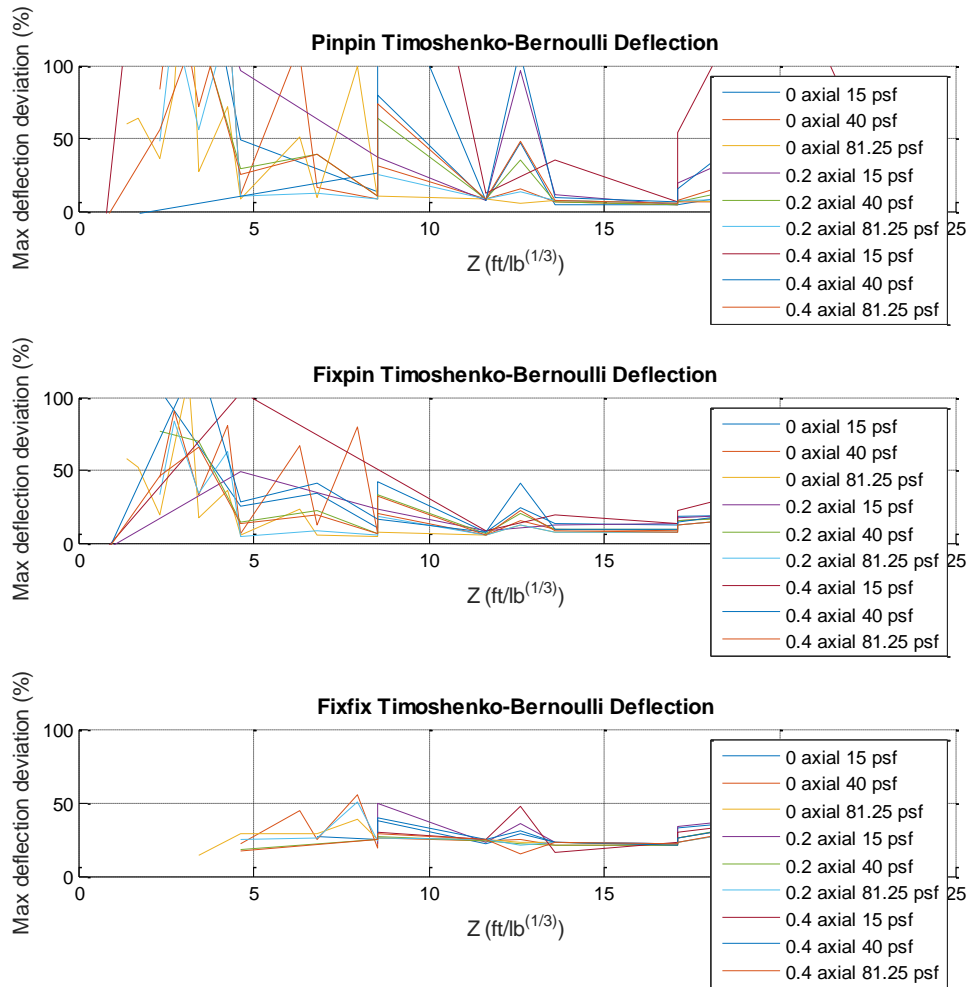 Pinpin Timoshenko-Bernoulli Deflection
Max deflection deviation (%)
100
50
0
0 5 10 15 25
Z (ft/lb^(1/3))
0 axial 15 psf
0 axial 40 psf
0 axial 81.25 psf
0.2 axial 15 psf
0.2 axial 40 psf
0.2 axial 81.25 psf
0.4 axial 15 psf
0.4 axial 40 psf
0.4 axial 81.25 psf
Fixpin Timoshenko-Bernoulli Deflection
Max deflection deviation (%)
100
50
0
0 5 10 15 25
Z (ft/lb^(1/3))
0 axial 15 psf
0 axial 40 psf
0 axial 81.25 psf
0.2 axial 15 psf
0.2 axial 40 psf
0.2 axial 81.25 psf
0.4 axial 15 psf
0.4 axial 40 psf
0.4 axial 81.25 psf
Fixfix Timoshenko-Bernoulli Deflection
Max deflection deviation (%)
100
50
0
0 5 10 15 25
Z (ft/lb^(1/3))
0 axial 15 psf
0 axial 40 psf
0 axial 81.25 psf
0.2 axial 15 psf
0.2 axial 40 psf
0.2 axial 81.25 psf
0.4 axial 15 psf
0.4 axial 40 psf
0.4 axial 81.25 psf